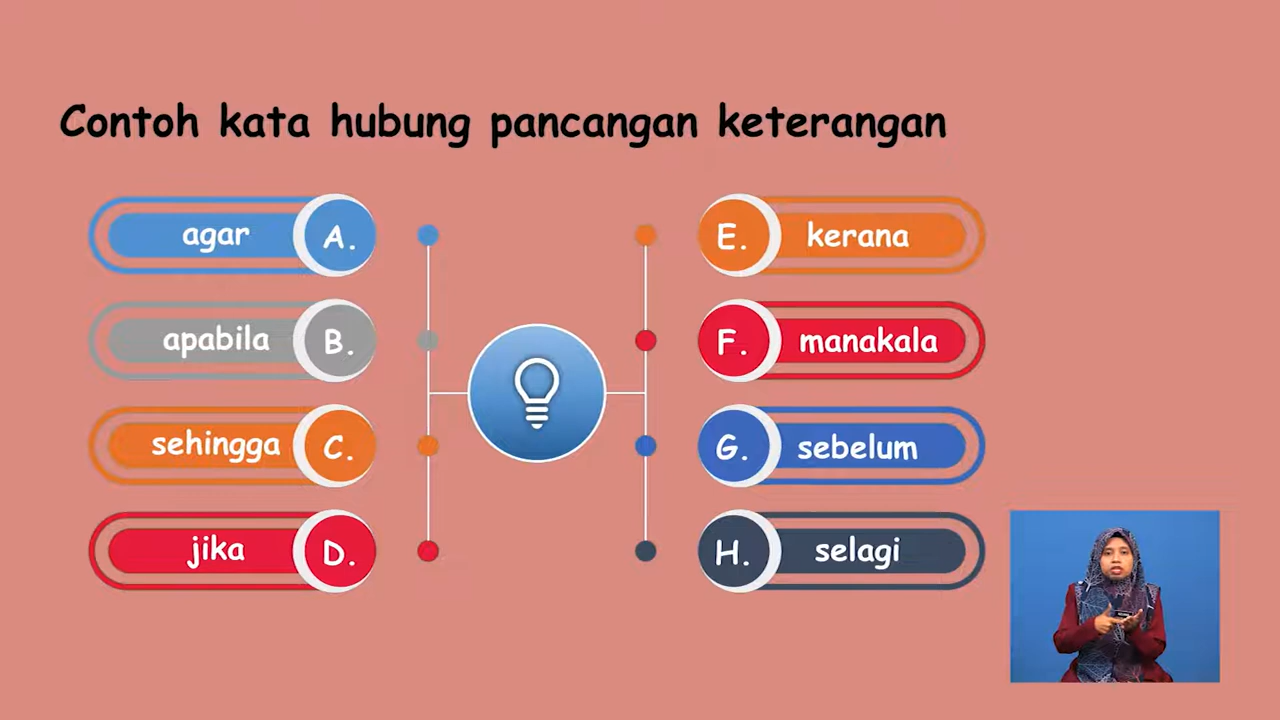 Contoh kata hubung pancangan keterangan
agar A.
apabila B.
sehingga C.
jika D.
E. kerana
F. manakala
G. sebelum
H. selagi